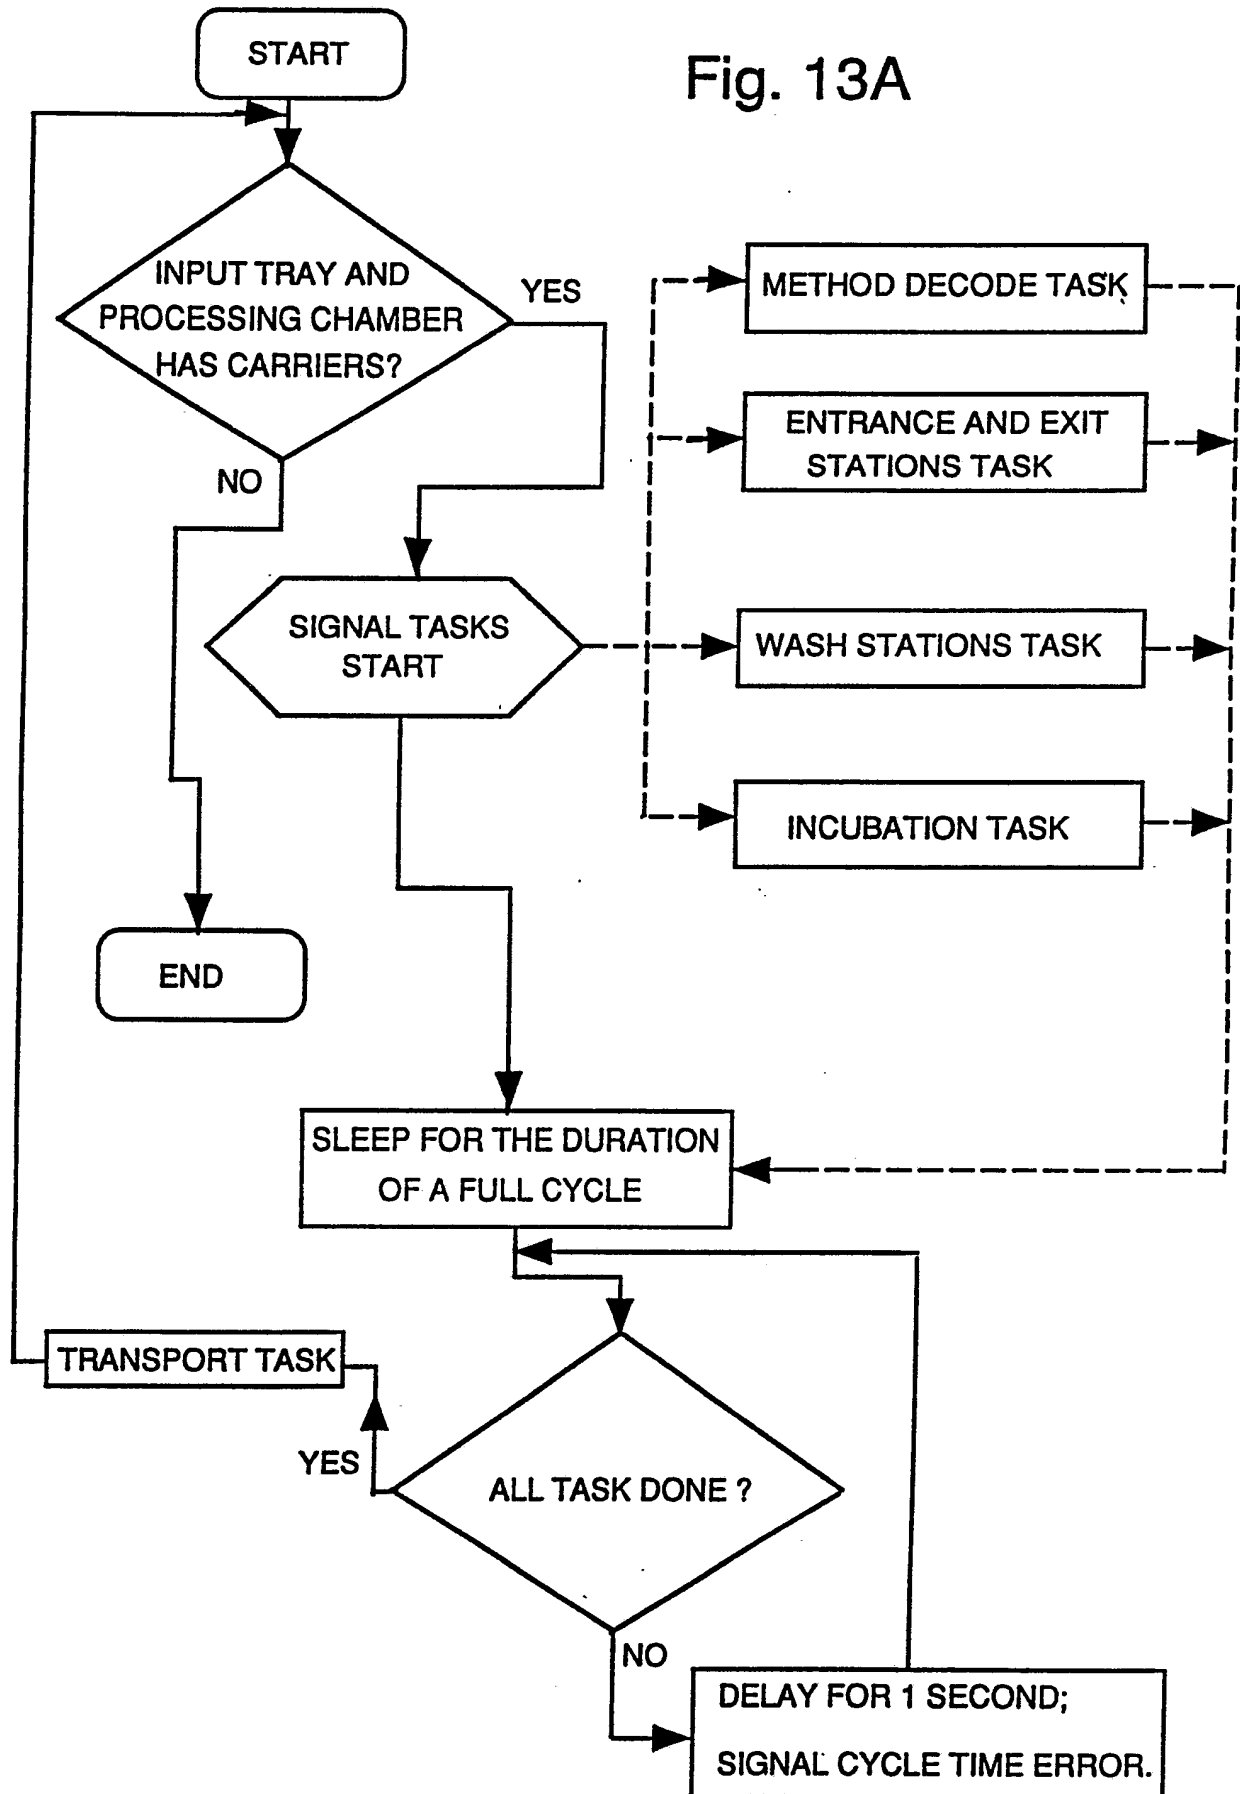 START
Fig. 13A
INPUT TRAY AND
PROCESSING CHAMBER
HAS CARRIERS?
YES
NO
METHOD DECODE TASK
ENTRANCE AND EXIT
STATIONS TASK
SIGNAL TASKS
START
WASH STATIONS TASK
INCUBATION TASK
END
SLEEP FOR THE DURATION
OF A FULL CYCLE
TRANSPORT TASK
YES
ALL TASK DONE ?
NO
DELAY FOR 1 SECOND;
SIGNAL CYCLE TIME ERROR.